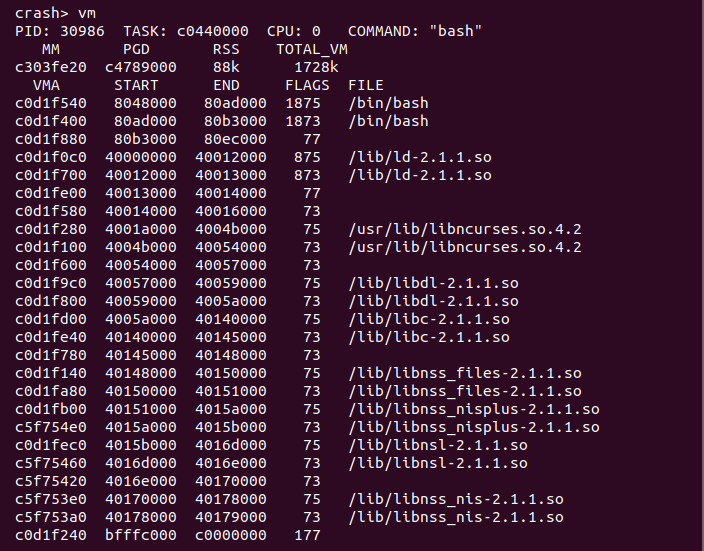 crash> vm
PID: 30986  TASK: c0440000  CPU: 0   COMMAND: "bash"
   MM       PGD       RSS    TOTAL_VM
c303fe20  c4789000    88k      1728k
  VMA      START      END     FLAGS  FILE
c0d1f540   8048000   80ad000  1875   /bin/bash
c0d1f400   80ad000   80b3000  1873   /bin/bash
c0d1f880   80b3000   80ec000    77
c0d1f0c0  40000000  40012000   875   /lib/ld-2.1.1.so
c0d1f700  40012000  40013000   873   /lib/ld-2.1.1.so
c0d1fe00  40013000  40014000    77
c0d1f580  40014000  40016000    73
c0d1f280  4001a000  4004b000    75   /usr/lib/libncurses.so.4.2
c0d1f100  4004b000  40054000    73   /usr/lib/libncurses.so.4.2
c0d1f600  40054000  40057000    73
c0d1f9c0  40057000  40059000    75   /lib/libdl-2.1.1.so
c0d1f800  40059000  4005a000    73   /lib/libdl-2.1.1.so
c0d1fd00  4005a000  40140000    75   /lib/libc-2.1.1.so
c0d1fe40  40140000  40145000    73   /lib/libc-2.1.1.so
c0d1f780  40145000  40148000    73
c0d1f140  40148000  40150000    75   /lib/libnss_files-2.1.1.so
c0d1fa80  40150000  40151000    73   /lib/libnss_files-2.1.1.so
c0d1fb00  40151000  4015a000    75   /lib/libnss_nisplus-2.1.1.so
c5f754e0  4015a000  4015b000    73   /lib/libnss_nisplus-2.1.1.so
c0d1fec0  4015b000  4016d000    75   /lib/libnsl-2.1.1.so
c5f75460  4016d000  4016e000    73   /lib/libnsl-2.1.1.so
c5f75420  4016e000  40170000    73
c5f753e0  40170000  40178000    75   /lib/libnss_nis-2.1.1.so
c5f753a0  40178000  40179000    73   /lib/libnss_nis-2.1.1.so
c0d1f240  bfffc000  c0000000   177